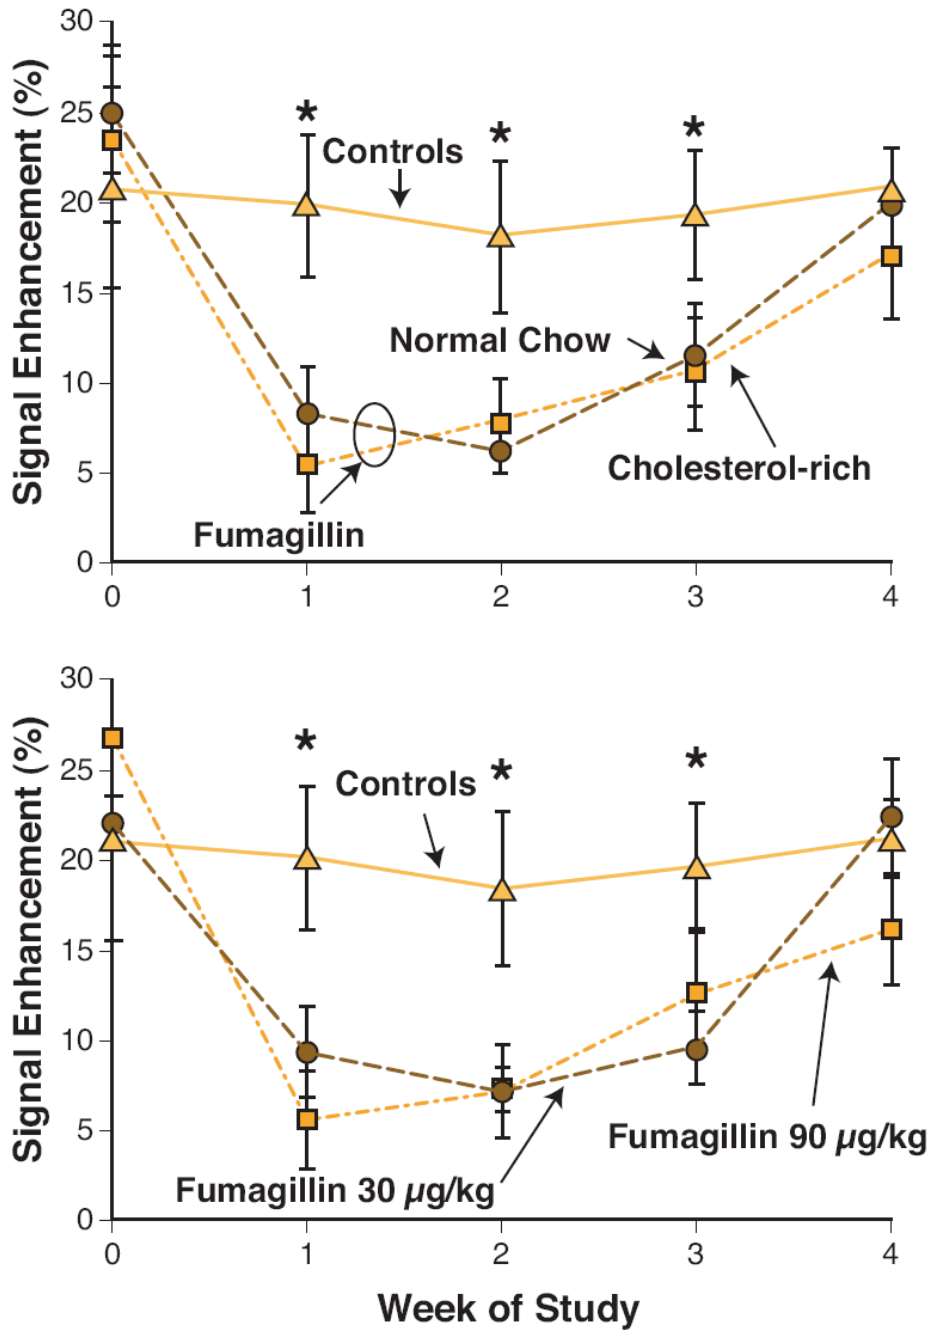 Signal Enhancement (%)
30
25
20
15
10
5
0
*
*
*
Controls
Normal Chow
Cholesterol-rich
Fumagillin
0 1 2 3 4
Signal Enhancement (%)
30
25
20
15
10
5
0
*
*
*
Controls
Fumagillin 90 µg/kg
Fumagillin 30 µg/kg
0 1 2 3 4
Week of Study